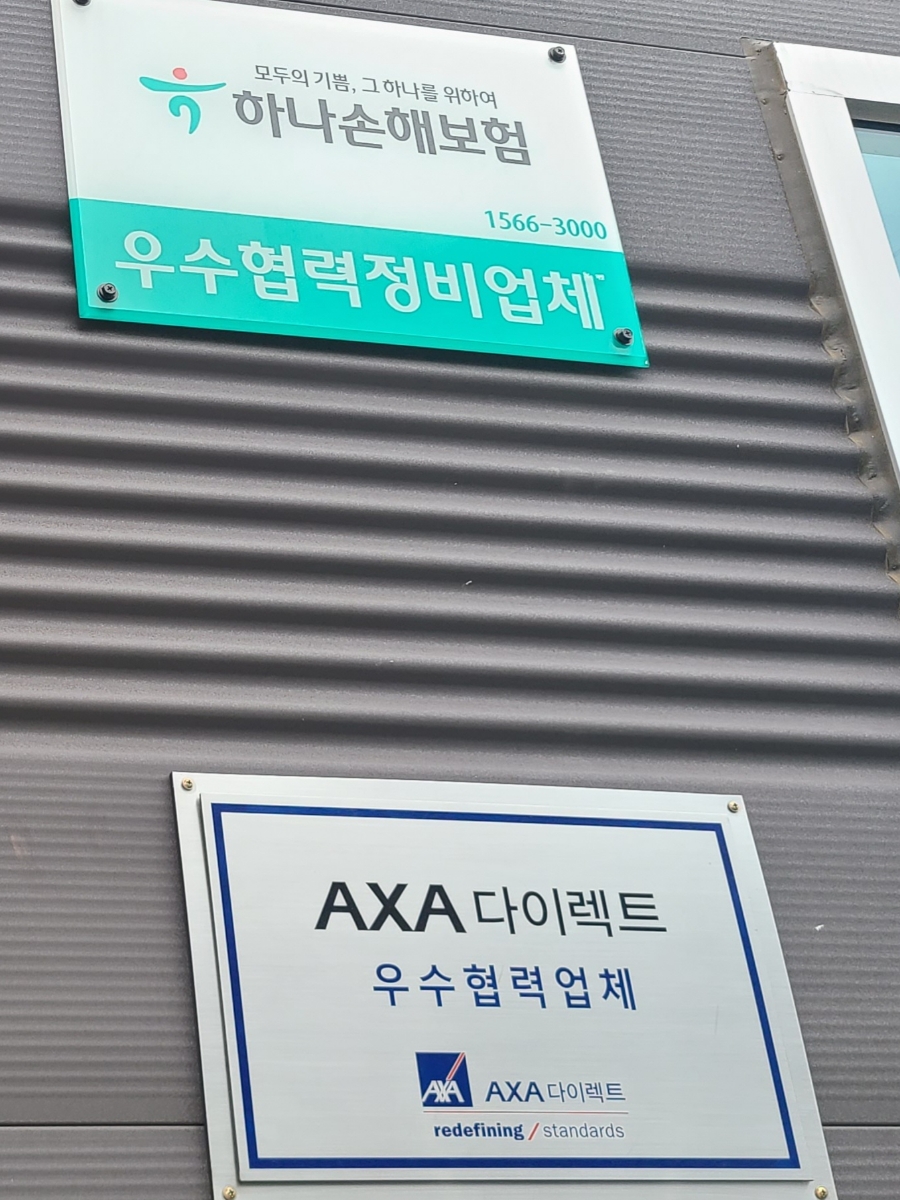 모두의 기쁨, 그 하나를 위하여
하나손해보험
1566-3000
우수협력정비업체
AXA 다이렉트
우수협력업체
AXA AXA 다이렉트
redefining / standards